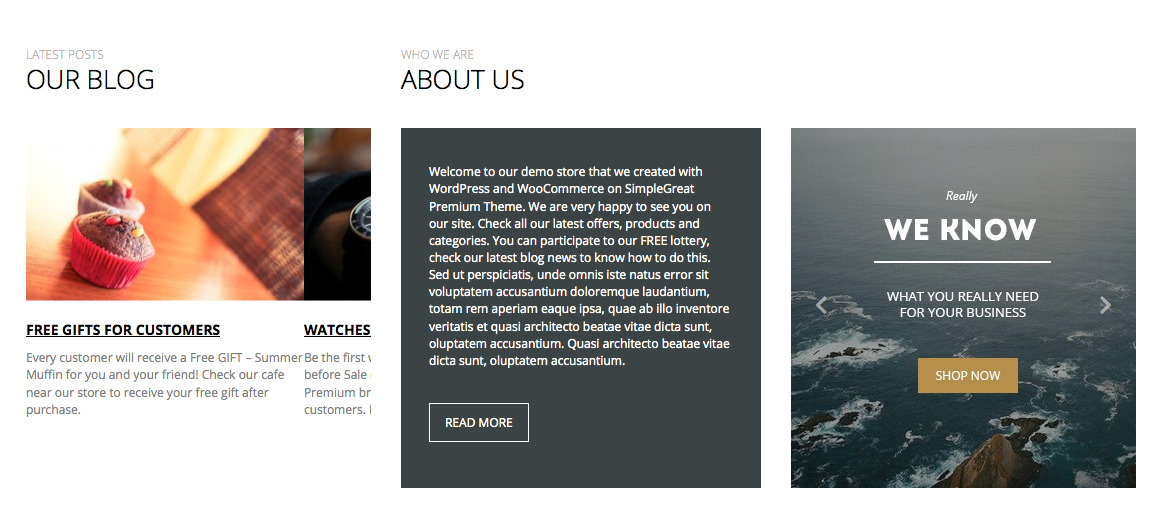 LATEST POSTS
OUR BLOG
FREE GIFTS FOR CUSTOMERS
Every customer will receive a Free GIFT – Summer
Muffin for you and your friend! Check our cafe
near our store to receive your free gift after
purchase.
WATCHES
Be the first
before Sale
Premium br
customers.
WHO WE ARE
ABOUT US
Welcome to our demo store that we created with
WordPress and WooCommerce on SimpleGreat
Premium Theme. We are very happy to see you on
our site. Check all our latest offers, products and
categories. You can participate to our FREE lottery,
check our latest blog news to know how to do this.
Sed ut perspiciatis, unde omnis iste natus error sit
voluptatem accusantium doloremque laudantium,
totam rem aperiam eaque ipsa, quae ab illo inventore
veritatis et quasi architecto beatae vitae dicta sunt,
oluptatem accusantium. Quasi architecto beatae vitae
dicta sunt, oluptatem accusantium.
READ MORE
Really
WE KNOW
WHAT YOU REALLY NEED
FOR YOUR BUSINESS
SHOP NOW